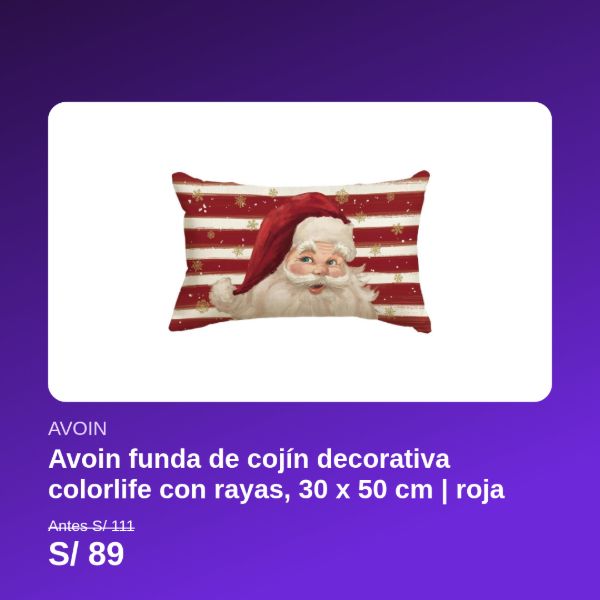 AVOIN
Avoin funda de cojín decorativa
colorlife con rayas, 30 x 50 cm | roja
Antes S/ 111
S/ 89